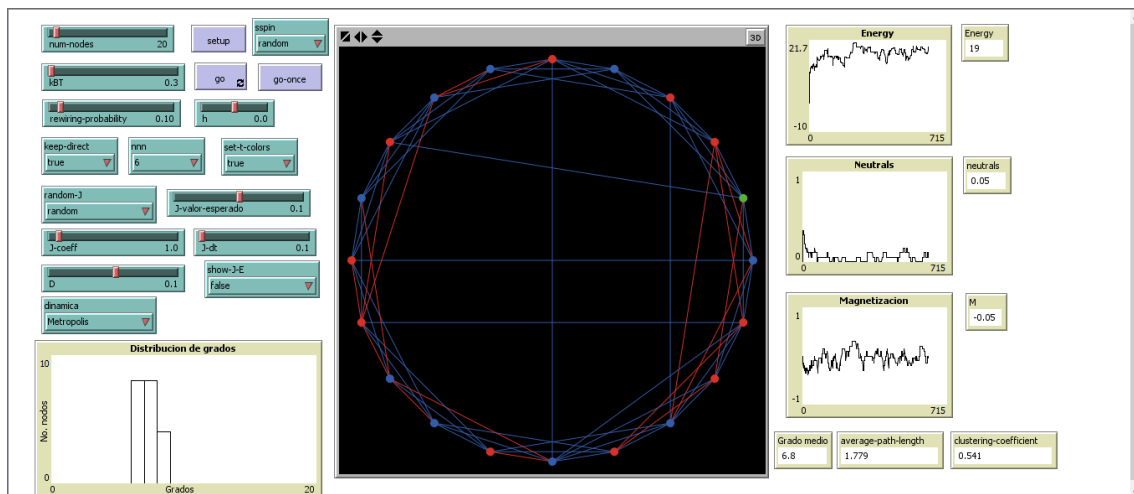 num-nodes 20
setup
sspin
random
kBT 0.3
go
go-once
rewiring-probability 0.10
h 0.0
keep-direct
true
nnn
6
set-t-colors
true
random-J
random
J-valor-esperado 0.1
J-coeff 1.0
J-dt 0.1
D 0.1
show-J-E
false
dinamica
Metropolis
Distribucion de grados
10
No. nodos
0
0 Grados 20
3D
Energy
21.7
-10
0 715
Energy
19
Neutrals
1
0
0 715
neutrals
0.05
Magnetizacion
1
-1
0 715
M
-0.05
Grado medio
6.8
average-path-length
1.779
clustering-coefficient
0.541